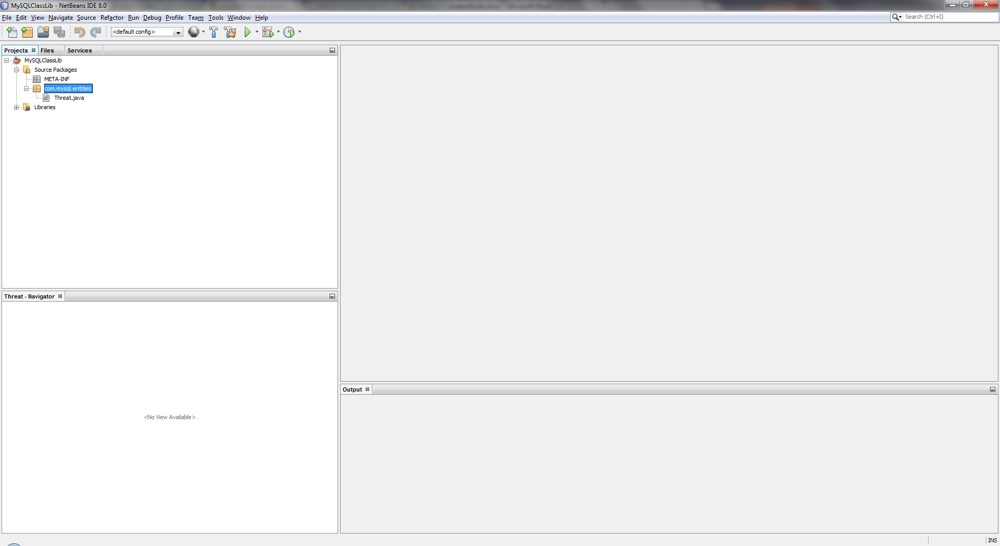 MySQLClassLib - NetBeans IDE 8.0
File Edit View Navigate Source Refactor Run Debug Profile Team Tools Window Help
Search (Ctrl+I)
<default config>
Projects Files Services
MySQLClassLib
Source Packages
META-INF
com.mysql.entities
Threat.java
Libraries
Threat - Navigator
<No View Available>
Output
INS